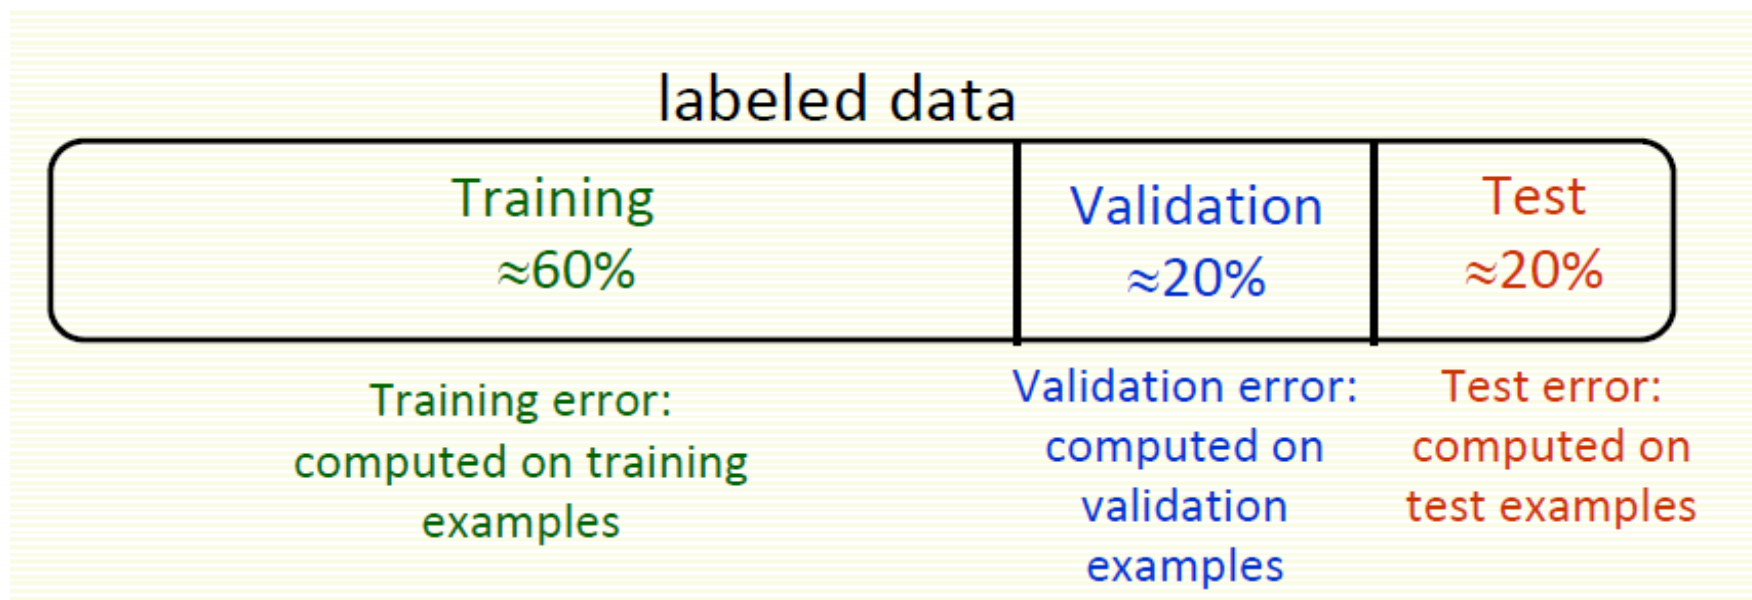 labeled data
Training
≈60%
Validation
≈20%
Test
≈20%
Training error:
computed on training
examples
Validation error:
computed on
validation
examples
Test error:
computed on
test examples